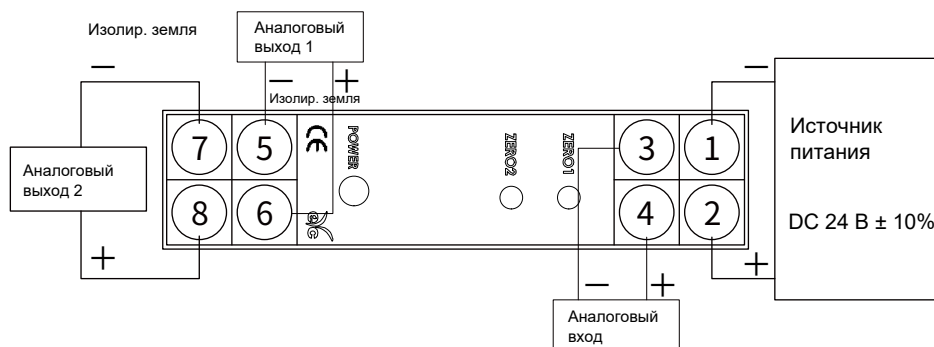 Изолир. земля
Аналоговый
выход 1
−
− +
−
Изолир. земля
7 5 CE POWER ZERO2 ZERO1 3 1
Источник
питания
Аналоговый
выход 2
8 6 4 2
DC 24 В ± 10%
+
− +
+
Аналоговый
вход